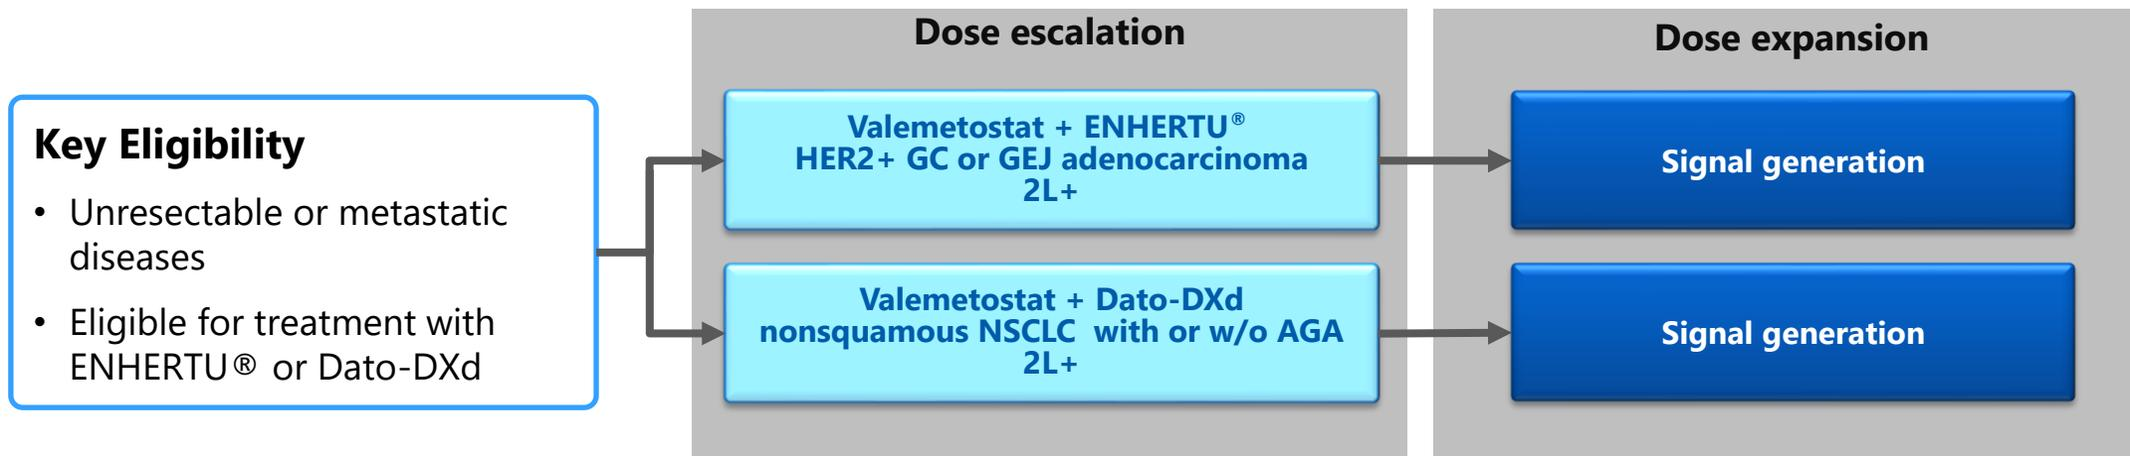 Dose escalation
Dose expansion
Key Eligibility
• Unresectable or metastatic
diseases
• Eligible for treatment with
ENHERTU® or Dato-DXd
Valemetostat + ENHERTU®
HER2+ GC or GEJ adenocarcinoma
2L+
Signal generation
Valemetostat + Dato-DXd
nonsquamous NSCLC with or w/o AGA
2L+
Signal generation